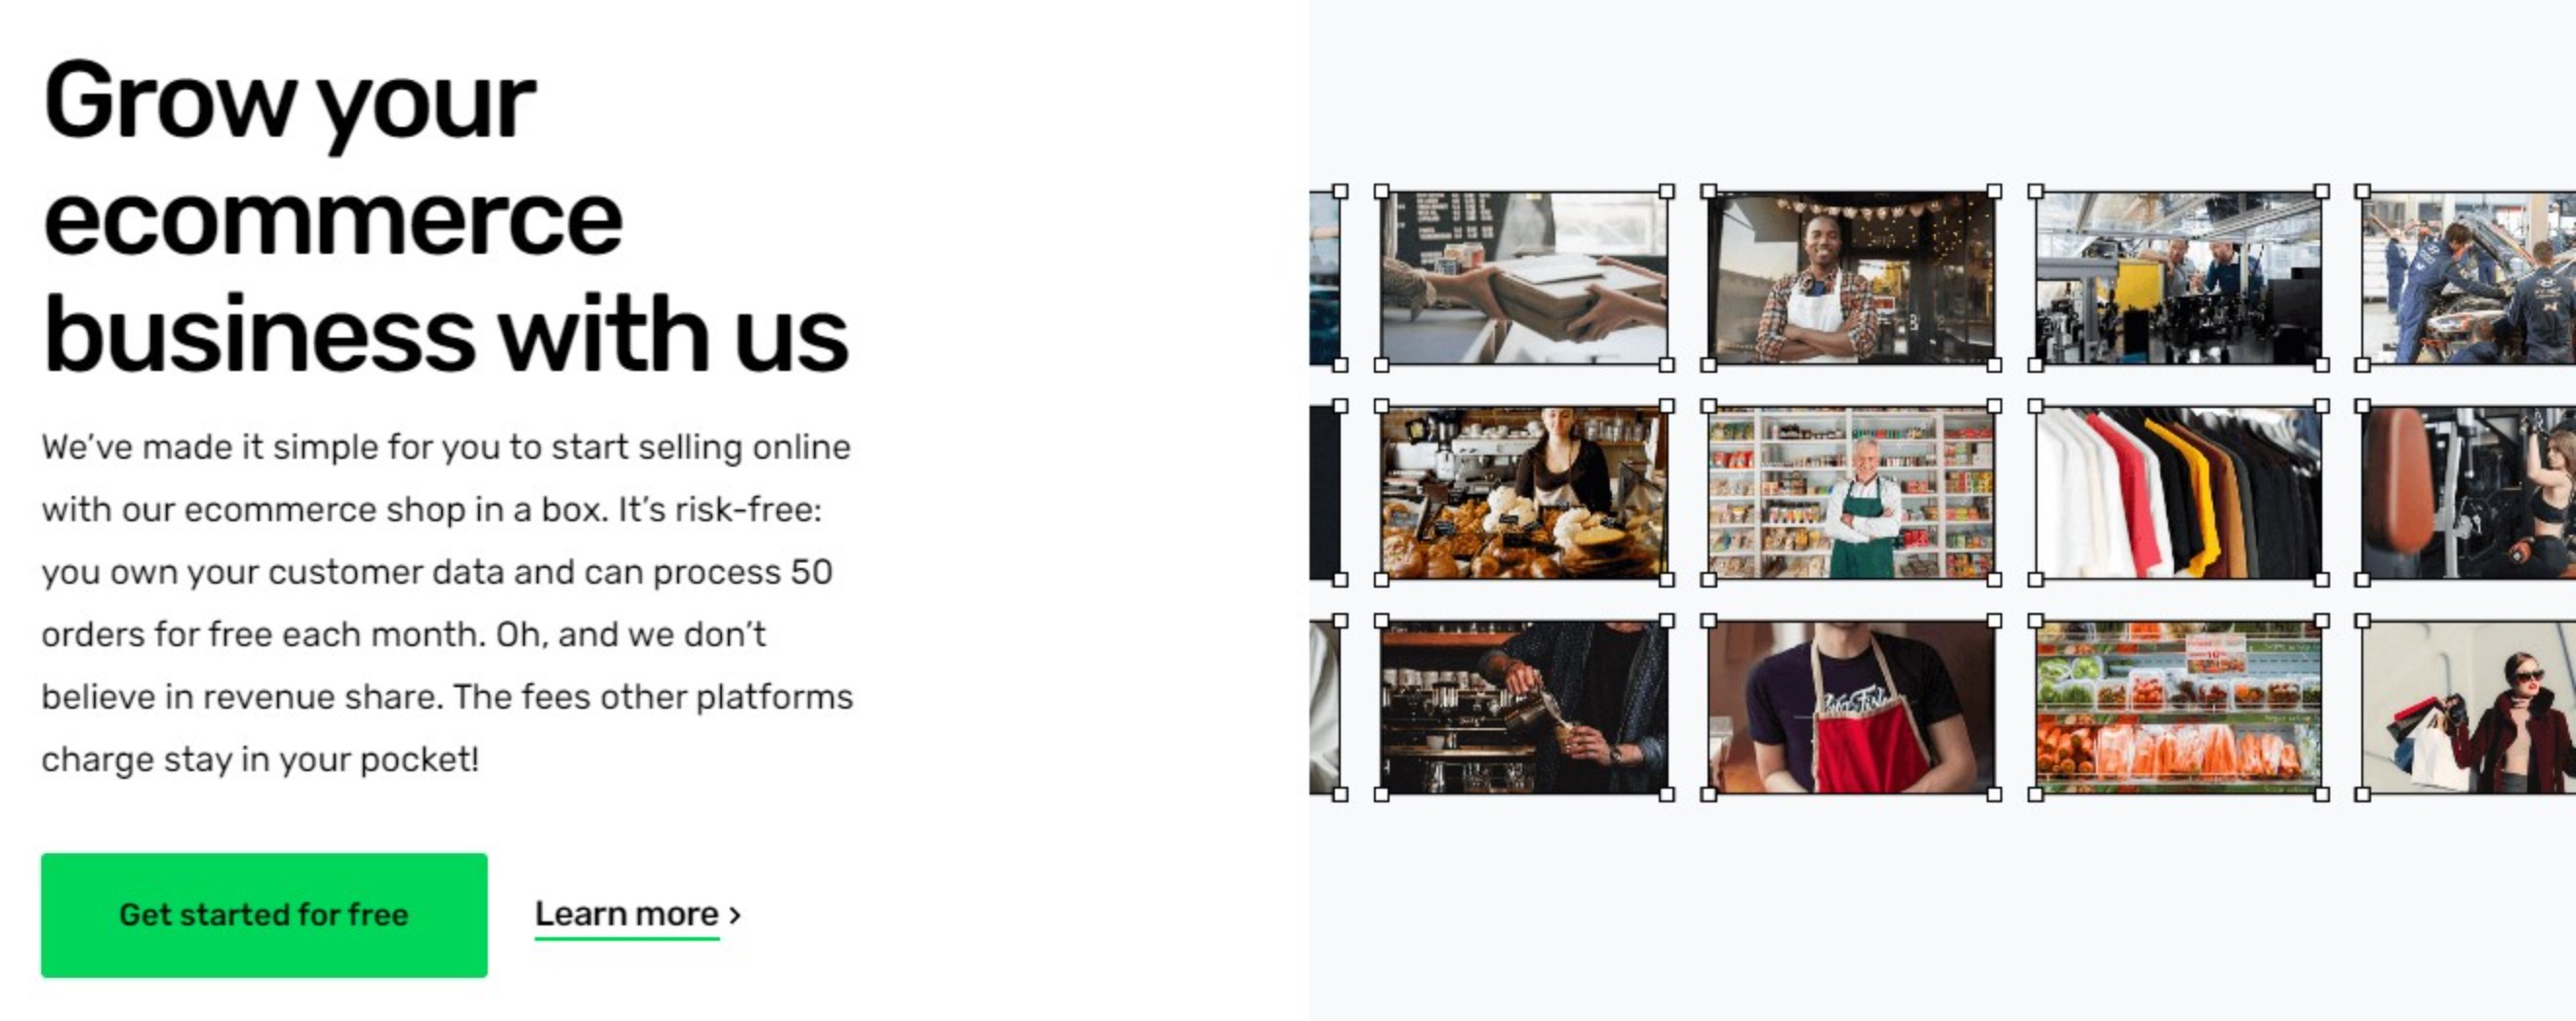 Grow your
ecommerce
business with us
We’ve made it simple for you to start selling online
with our ecommerce shop in a box. It’s risk-free:
you own your customer data and can process 50
orders for free each month. Oh, and we don’t
believe in revenue share. The fees other platforms
charge stay in your pocket!
Get started for free
Learn more ›